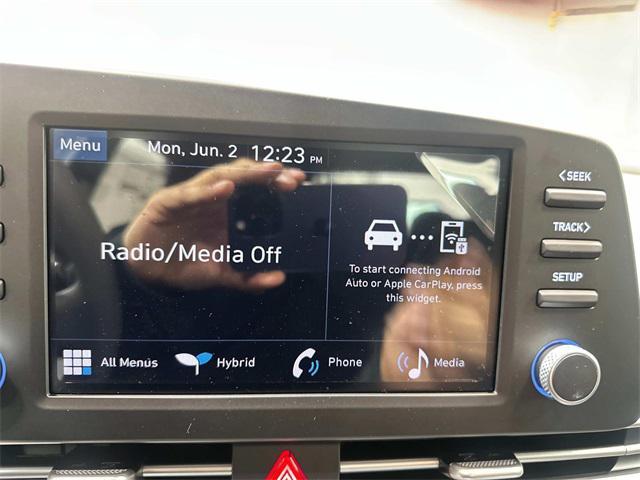 Menu
Mon, Jun. 2 12:23 PM
Radio/Media Off
To start connecting Android
Auto or Apple CarPlay, press
this widget.
All Menus
Hybrid
Phone
Media
<SEEK
TRACK>
SETUP